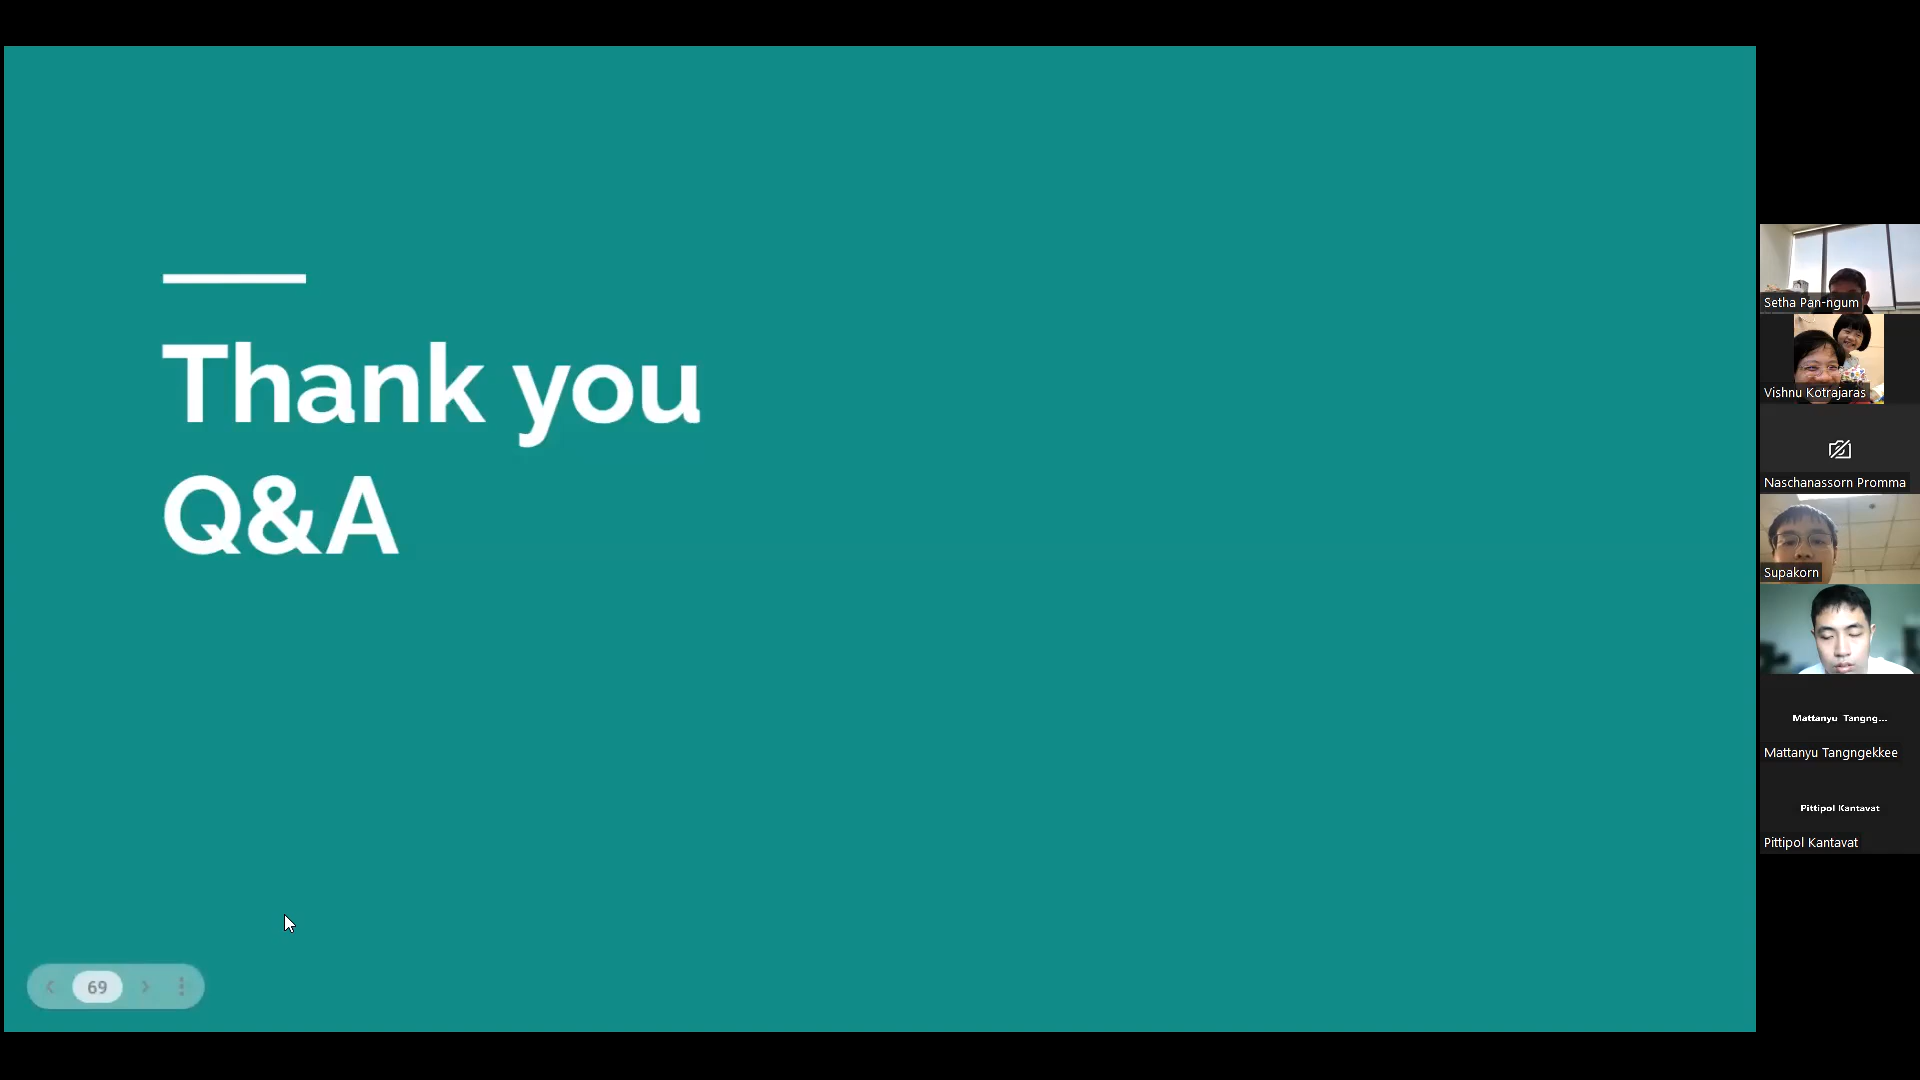 Thank you
Q&A
69
Setha Pan-ngum
Vishnu Kotrajaras
Naschanassorn Promma
Supakorn
Mattanyu Tangng...
Mattanyu Tangngekkee
Pittipol Kantavat
Pittipol Kantavat